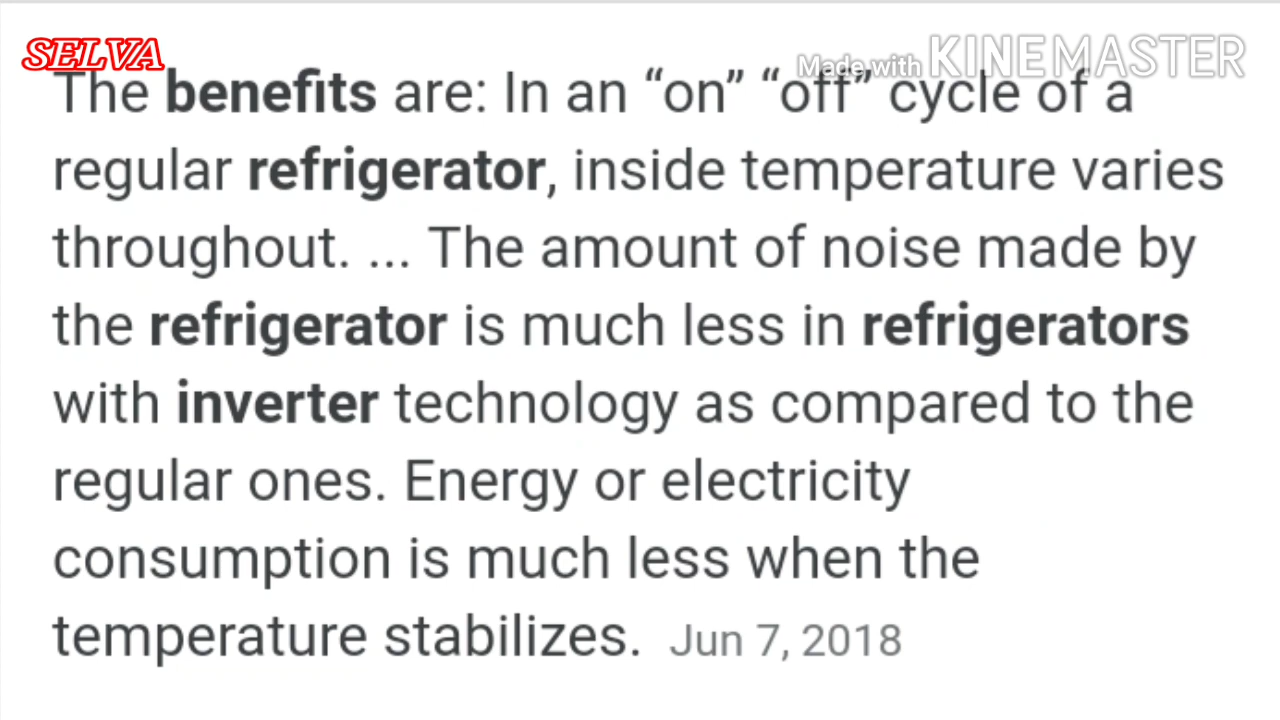 SELVA
Made with KINEMASTER
The benefits are: In an “on” “off” cycle of a
regular refrigerator, inside temperature varies
throughout. ... The amount of noise made by
the refrigerator is much less in refrigerators
with inverter technology as compared to the
regular ones. Energy or electricity
consumption is much less when the
temperature stabilizes. Jun 7, 2018